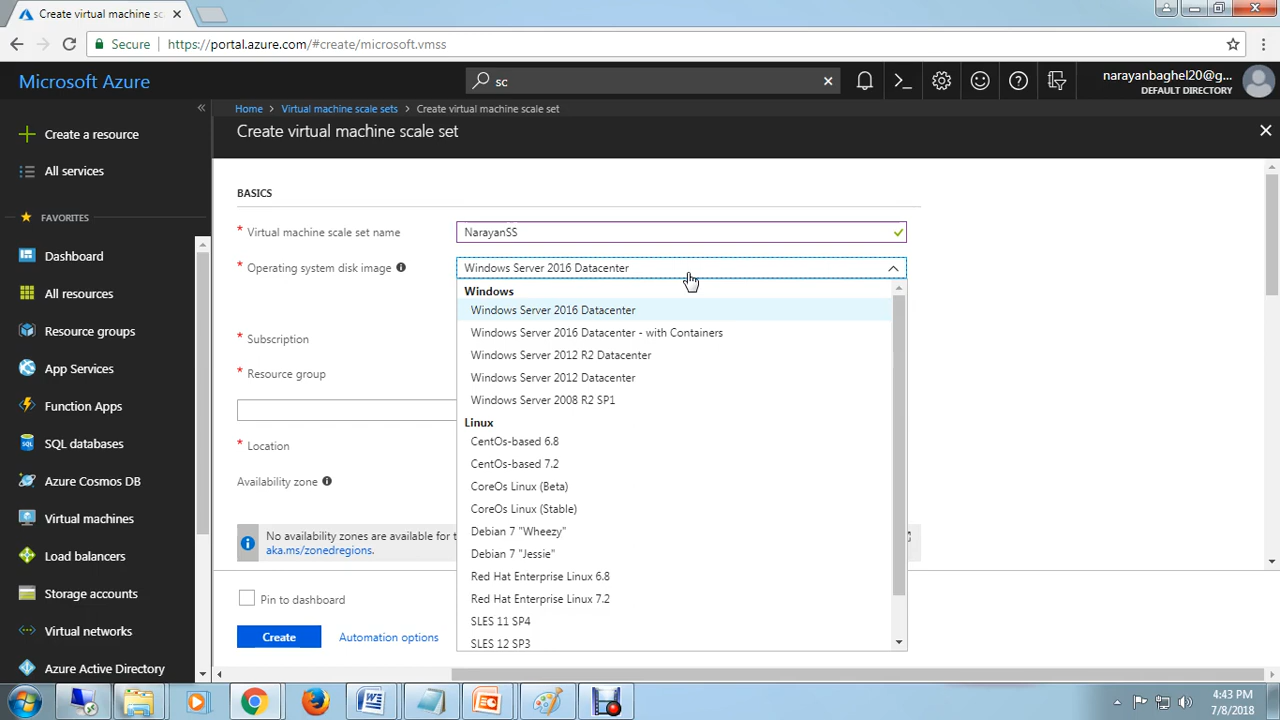 Create virtual machine sc
Secure
https://portal.azure.com/#create/microsoft.vmss
Microsoft Azure
sc
narayanbaghel20@g...
DEFAULT DIRECTORY
Home
Virtual machine scale sets
Create virtual machine scale set
Create virtual machine scale set
Create a resource
All services
FAVORITES
Dashboard
All resources
Resource groups
App Services
Function Apps
SQL databases
Azure Cosmos DB
Virtual machines
Load balancers
Storage accounts
Virtual networks
Azure Active Directory
BASICS
* Virtual machine scale set name
NarayanSS
* Operating system disk image
Windows Server 2016 Datacenter
Windows
Windows Server 2016 Datacenter
Windows Server 2016 Datacenter - with Containers
Windows Server 2012 R2 Datacenter
Windows Server 2012 Datacenter
Windows Server 2008 R2 SP1
Linux
CentOs-based 6.8
CentOs-based 7.2
CoreOs Linux (Beta)
CoreOs Linux (Stable)
Debian 7 "Wheezy"
Debian 7 "Jessie"
Red Hat Enterprise Linux 6.8
Red Hat Enterprise Linux 7.2
SLES 11 SP4
SLES 12 SP3
* Subscription
* Resource group
* Location
Availability zone
No availability zones are available for t
aka.ms/zonedregions.
Pin to dashboard
Create
Automation options
4:43 PM
7/8/2018